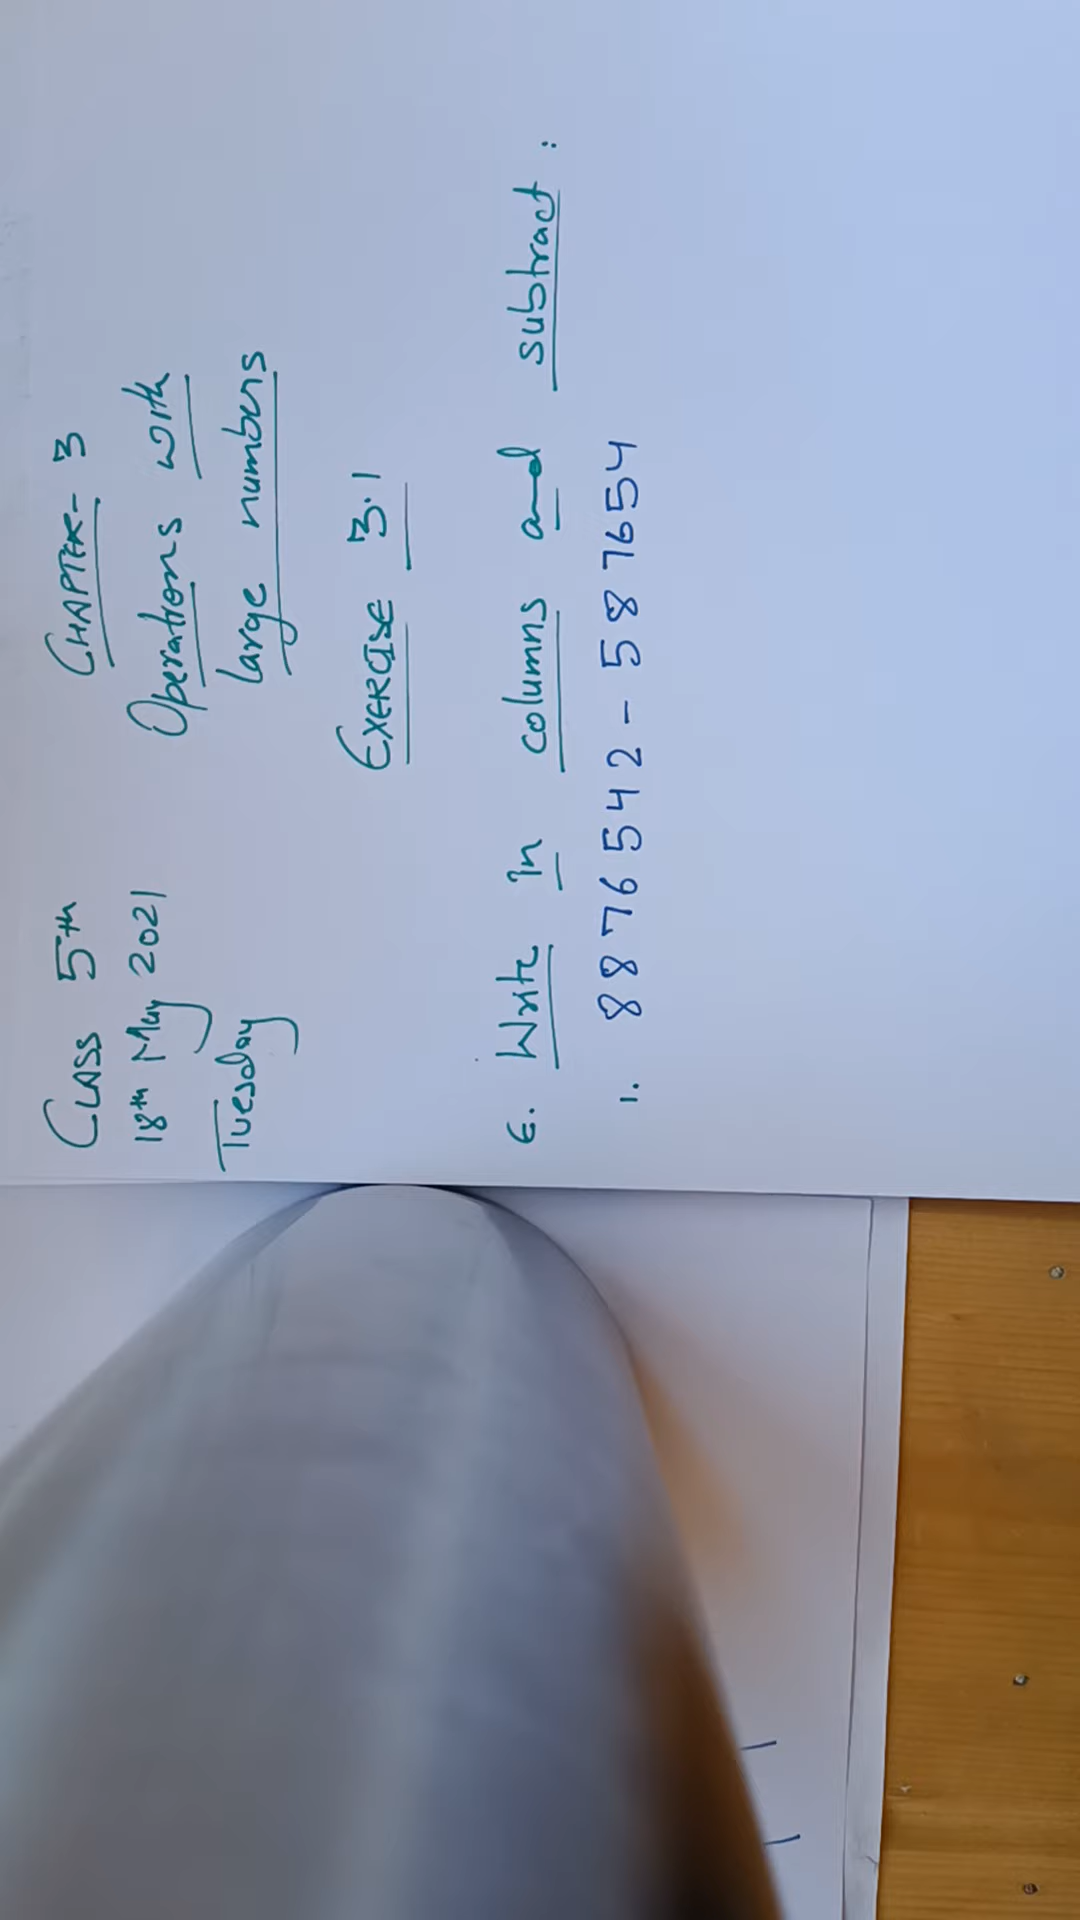 CLASS 5th
CHAPTER-3
18th May 2021
Operations with
Tuesday
large numbers
EXERCISE 3.1
E. Write in columns and subtract :
1. 8876542 - 5887654